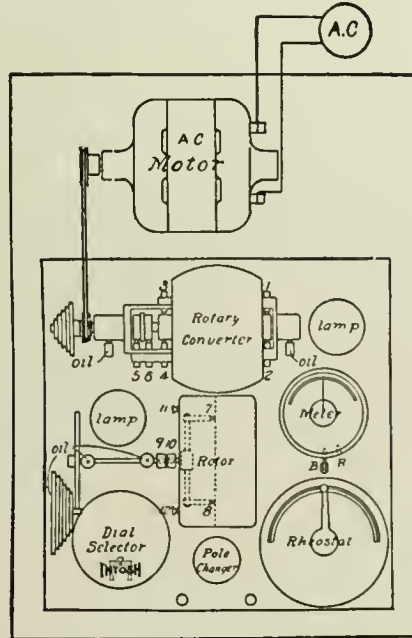 A.C
A C
Motor
3
1
Rotary
Converter
lamp
oil
oil
5 6 4
2
lamp
11
7
Meter
oil
9 10
Rotor
B R
8
Dial
Selector
Pole
Changer
Rheostat